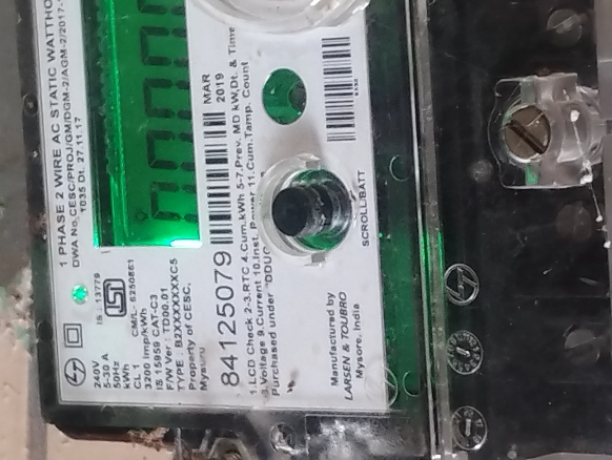 1 PHASE 2 WIRE AC STATIC WATTHO
DWA No. CESC/PROJ/GM/DGM-2/AGM-2/2017-
1035 Dt. 27.11.17
IS : 13779
CM/L-
240V
5-30 A
50Hz
kWh
CL 1
3200 imp/kWh
IS 15959 CAT-C3
F/W Ver : TD00.01
TYPE : B2XXXXXXXC5
Property of CESC,
Mysuru
MAR
2019
84125079
1.LCD Check 2-3.RTC 4.Cum.kWh 5-7.Prev. MD kW,Dt. & Time
8.Voltage 9.Current 10.Inst. Power 11.Cum.Tamp. Count
Purchased under
SCROLL/BATT
Manufactured by
LARSEN & TOUBRO
Mysore, India